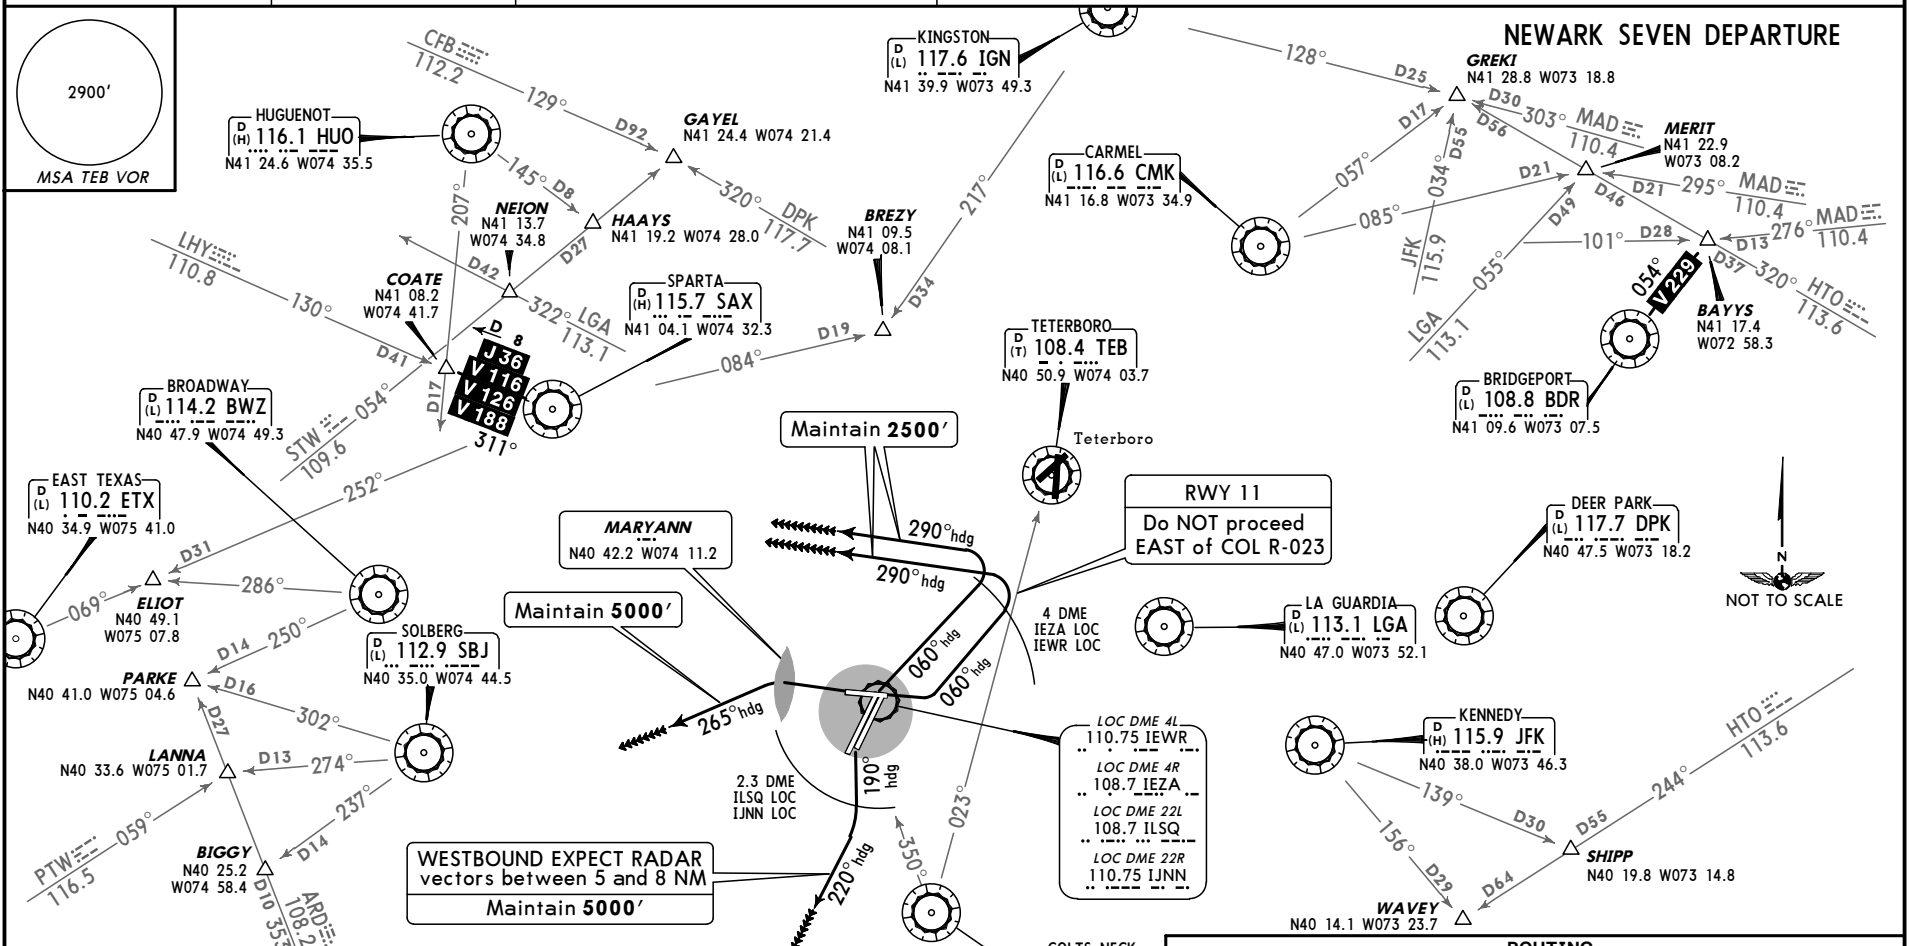 NEWARK SEVEN DEPARTURE
2900'
MSA TEB VOR
CFB
112.2
129°
D92
GAYEL
N41 24.4 W074 21.4
HUGUENOT
D
(H) 116.1 HUO
N41 24.6 W074 35.5
145°
D8
207°
NEION
N41 13.7
W074 34.8
HAAYS
N41 19.2 W074 28.0
D27
320°
DPK
117.7
LHY
110.8
130°
D41
D42
322°
LGA
113.1
COATE
N41 08.2
W074 41.7
D 8
J 36
V 116
V 126
V 188
311°
D17
STW
109.6
054°
SPARTA
D
(H) 115.7 SAX
N41 04.1 W074 32.3
084°
D19
BREZY
N41 09.5
W074 08.1
D34
217°
KINGSTON
D
(L) 117.6 IGN
N41 39.9 W073 49.3
128°
D25
GREKI
N41 28.8 W073 18.8
D17
D30
303°
MAD
110.4
D56
D55
057°
034°
JFK
115.9
CARMEL
D
(L) 116.6 CMK
N41 16.8 W073 34.9
085°
D21
MERIT
N41 22.9
W073 08.2
D21
295°
MAD
110.4
D46
D49
055°
LGA
113.1
101°
D28
D13
276°
MAD
110.4
D37
320°
HTO
113.6
BAYYS
N41 17.4
W072 58.3
054°
V 229
BRIDGEPORT
D
(L) 108.8 BDR
N41 09.6 W073 07.5
TETERBORO
D
(T) 108.4 TEB
N40 50.9 W074 03.7
Teterboro
BROADWAY
D
(L) 114.2 BWZ
N40 47.9 W074 49.3
252°
D31
EAST TEXAS
D
(L) 110.2 ETX
N40 34.9 W075 41.0
069°
286°
ELIOT
N40 49.1
W075 07.8
250°
D14
SOLBERG
D
(L) 112.9 SBJ
N40 35.0 W074 44.5
PARKE
N40 41.0 W075 04.6
D16
302°
D27
LANNA
N40 33.6 W075 01.7
D13
274°
237°
D14
PTW
116.5
059°
BIGGY
N40 25.2
W074 58.4
D10
353
ARD
108.2
Maintain 2500'
290°hdg
290°hdg
RWY 11
Do NOT proceed
EAST of COL R-023
MARYANN
N40 42.2 W074 11.2
Maintain 5000'
265°hdg
060°hdg
060°hdg
4 DME
IEZA LOC
IEWR LOC
2.3 DME
ILSQ LOC
IJNN LOC
190°
hdg
220°hdg
WESTBOUND EXPECT RADAR
vectors between 5 and 8 NM
Maintain 5000'
350°
023°
LOC DME 4L
110.75 IEWR
LOC DME 4R
108.7 IEZA
LOC DME 22L
108.7 ILSQ
LOC DME 22R
110.75 IJNN
LA GUARDIA
D
(L) 113.1 LGA
N40 47.0 W073 52.1
DEER PARK
D
(L) 117.7 DPK
N40 47.5 W073 18.2
N
NOT TO SCALE
KENNEDY
D
(H) 115.9 JFK
N40 38.0 W073 46.3
139°
D30
156°
D29
D55
244°
HTO
113.6
SHIPP
N40 19.8 W073 14.8
D64
WAVEY
N40 14.1 W073 23.7
COLTS NECK
ROUTING